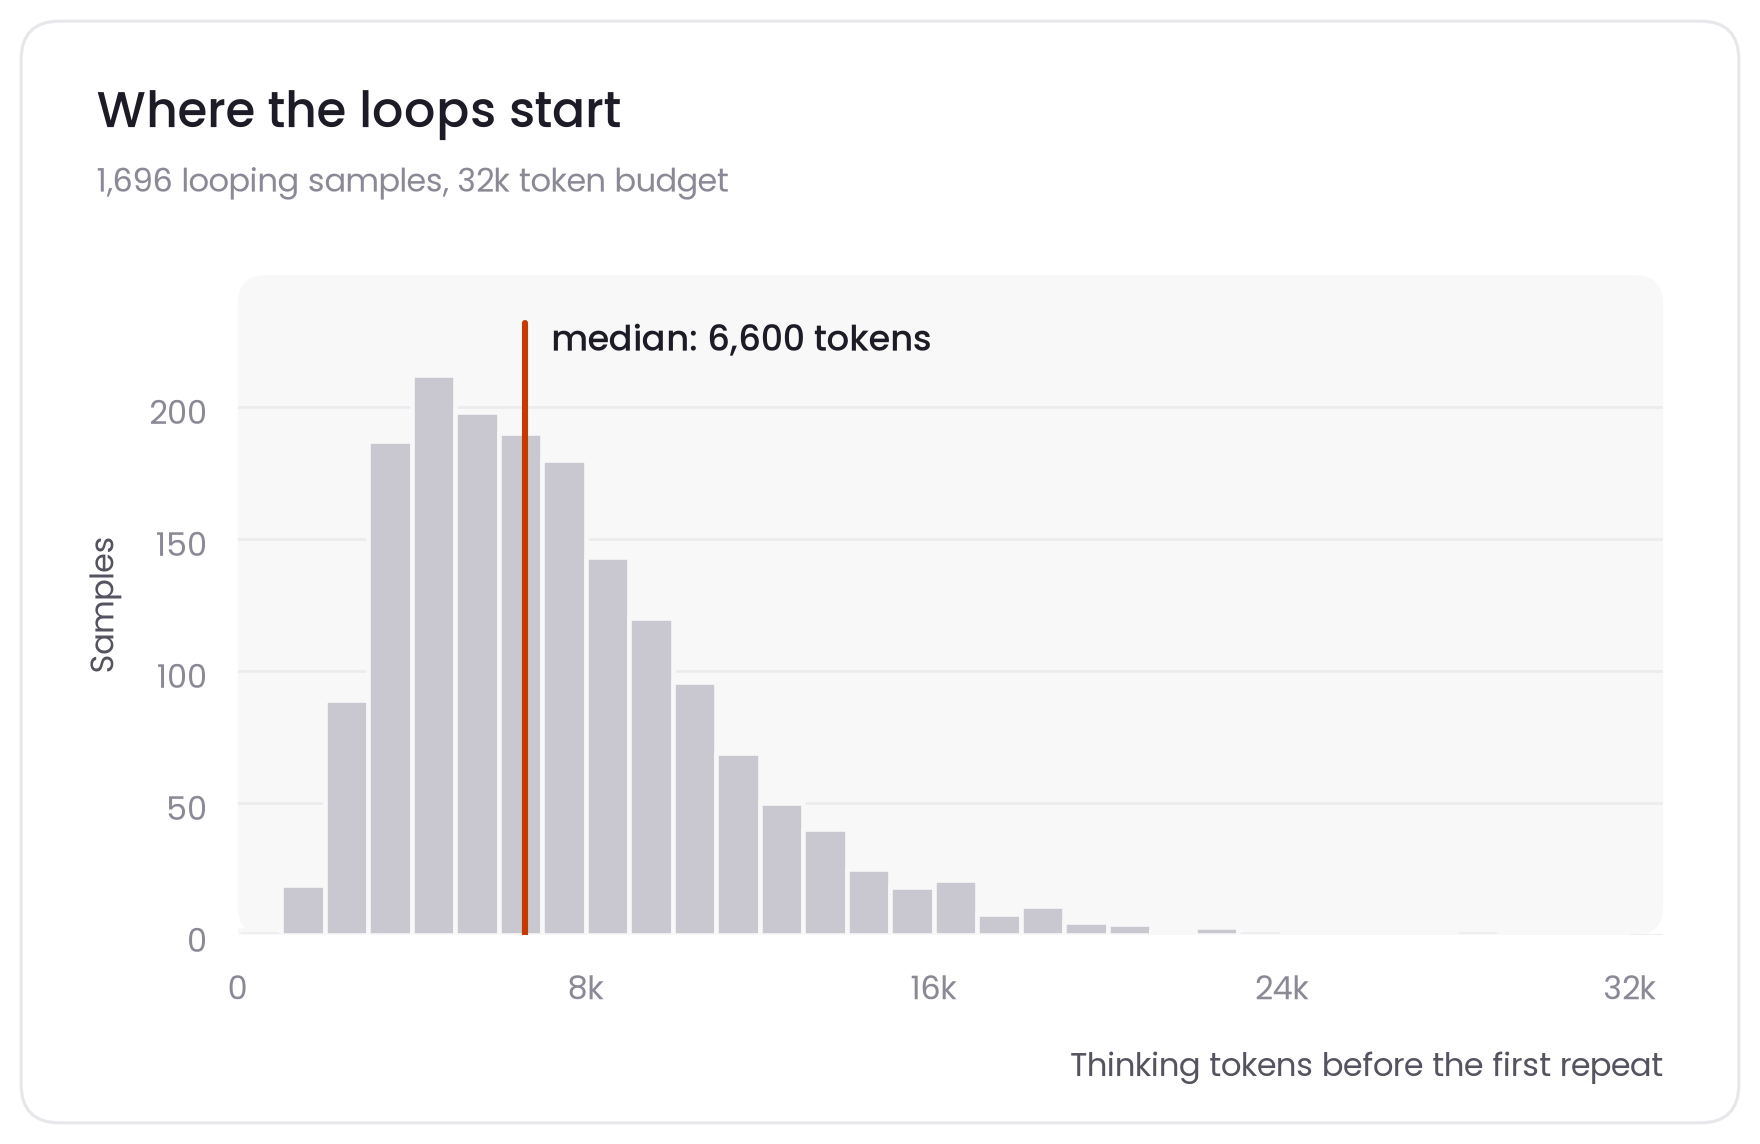 Where the loops start
1,696 looping samples, 32k token budget
median: 6,600 tokens
200
150
100
50
0
Samples
0 8k 16k 24k 32k
Thinking tokens before the first repeat